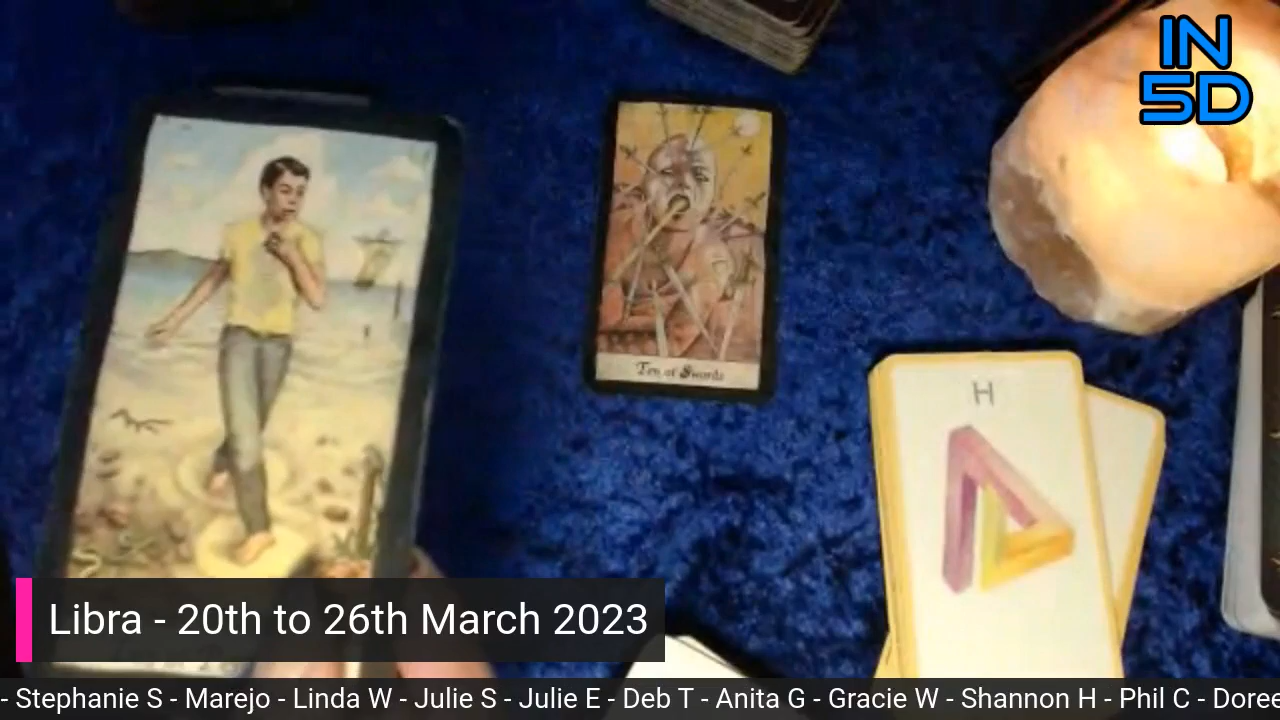 IN
5D
Ten of Swords
H
Libra - 20th to 26th March 2023
- Stephanie S - Marejo - Linda W - Julie S - Julie E - Deb T - Anita G - Gracie W - Shannon H - Phil C - Doree